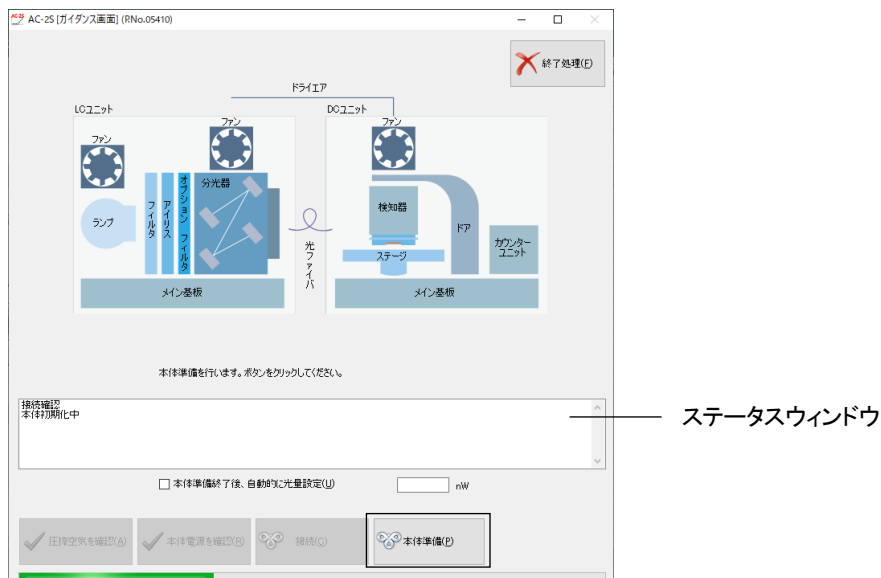 AC-2S [ガイダンス画面] (P.No.05410)
終了処理(F)
ドライエア
LCユニット
DCユニット
ファン
ファン
ファン
ランプ
フィルタ
アイリス
オプション フィルタ
分光器
光ファイバ
検知器
ステージ
ドア
カウンター
ユニット
メイン基板
メイン基板
本体準備を行います。ボタンをクリックしてください。
接続確認
本体初期化中
ステータスウィンドウ
本体準備終了後、自動的に光量設定(U)
nW
圧搾空気を確認(A)
本体電源を確認(B)
接続(C)
本体準備(P)